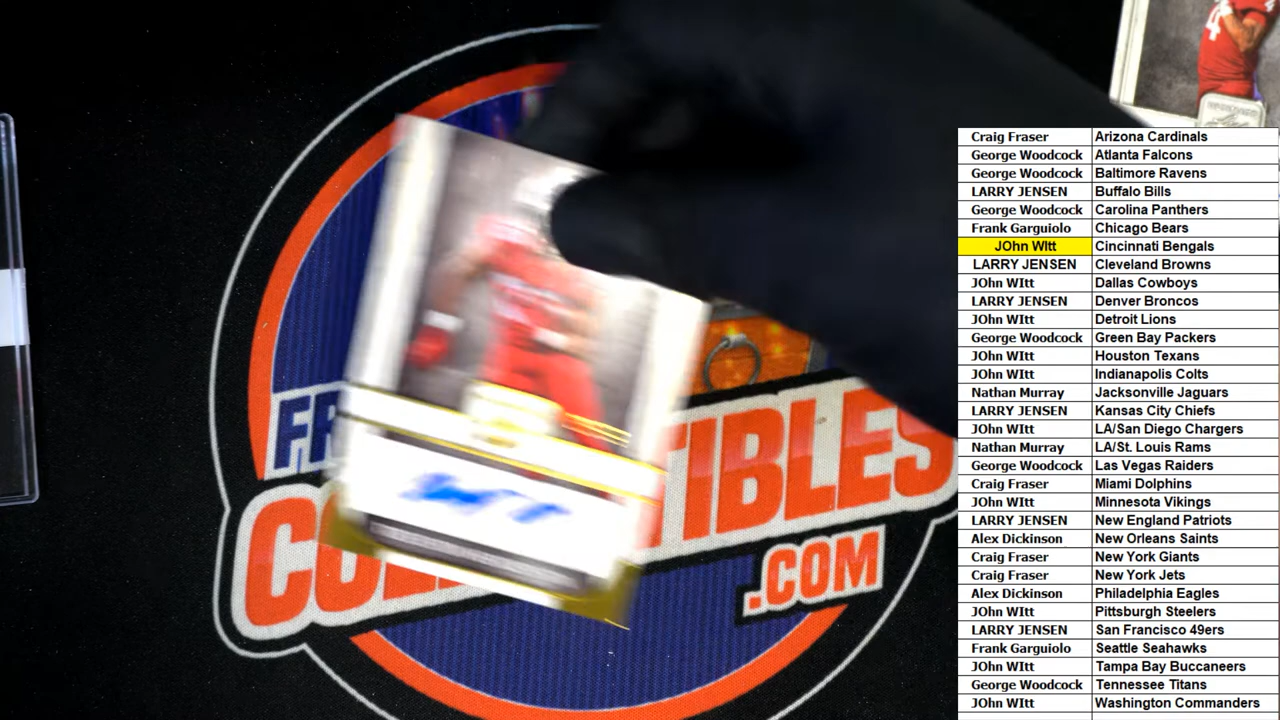 FR
COL TIBLES
.COM
4
Craig Fraser Arizona Cardinals
George Woodcock Atlanta Falcons
George Woodcock Baltimore Ravens
LARRY JENSEN Buffalo Bills
George Woodcock Carolina Panthers
Frank Garguiolo Chicago Bears
JOhn WItt Cincinnati Bengals
LARRY JENSEN Cleveland Browns
JOhn WItt Dallas Cowboys
LARRY JENSEN Denver Broncos
JOhn WItt Detroit Lions
George Woodcock Green Bay Packers
JOhn WItt Houston Texans
JOhn WItt Indianapolis Colts
Nathan Murray Jacksonville Jaguars
LARRY JENSEN Kansas City Chiefs
JOhn WItt LA/San Diego Chargers
Nathan Murray LA/St. Louis Rams
George Woodcock Las Vegas Raiders
Craig Fraser Miami Dolphins
JOhn WItt Minnesota Vikings
LARRY JENSEN New England Patriots
Alex Dickinson New Orleans Saints
Craig Fraser New York Giants
Craig Fraser New York Jets
Alex Dickinson Philadelphia Eagles
JOhn WItt Pittsburgh Steelers
LARRY JENSEN San Francisco 49ers
Frank Garguiolo Seattle Seahawks
JOhn WItt Tampa Bay Buccaneers
George Woodcock Tennessee Titans
JOhn WItt Washington Commanders